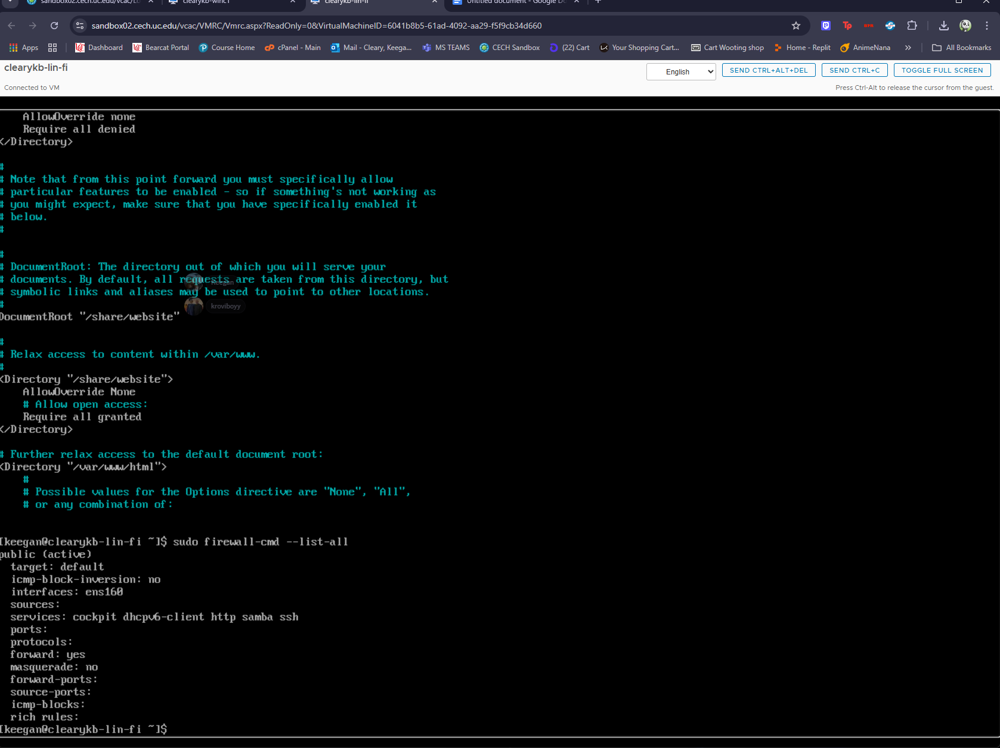 sandbox02.cech.uc.edu/vcac/Lo
clearykb-winc1
clearykb-lin-fi
Untitled document - Google Do
sandbox02.cech.uc.edu/vcac/VMRC/Vmrc.aspx?ReadOnly=0&VirtualMachineID=6041b8b5-61ad-4092-aa29-f5f9cb34d660
Apps Dashboard Bearcat Portal Course Home cPanel - Main Mail - Cleary, Keega... MS TEAMS CECH Sandbox (22) Cart Your Shopping Cart... Cart Wooting shop Home - Replit AnimeNana » All Bookmarks
clearykb-lin-fi
English SEND CTRL+ALT+DEL SEND CTRL+C TOGGLE FULL SCREEN
Connected to VM
Press Ctrl-Alt to release the cursor from the guest.
AllowOverride none
Require all denied
</Directory>
#
# Note that from this point forward you must specifically allow
# particular features to be enabled - so if something's not working as
# you might expect, make sure that you have specifically enabled it
# below.
#
#
# DocumentRoot: The directory out of which you will serve your
# documents. By default, all requests are taken from this directory, but
Keegan
# symbolic links and aliases may be used to point to other locations.
#
kroviboyy
DocumentRoot "/share/website"
#
# Relax access to content within /var/www.
#
<Directory "/share/website">
AllowOverride None
# Allow open access:
Require all granted
</Directory>
# Further relax access to the default document root:
<Directory "/var/www/html">
#
# Possible values for the Options directive are "None", "All",
# or any combination of:
[keegan@clearykb-lin-fi ~]$ sudo firewall-cmd --list-all
public (active)
target: default
icmp-block-inversion: no
interfaces: ens160
sources:
services: cockpit dhcpv6-client http samba ssh
ports:
protocols:
forward: yes
masquerade: no
forward-ports:
source-ports:
icmp-blocks:
rich rules:
[keegan@clearykb-lin-fi ~]$